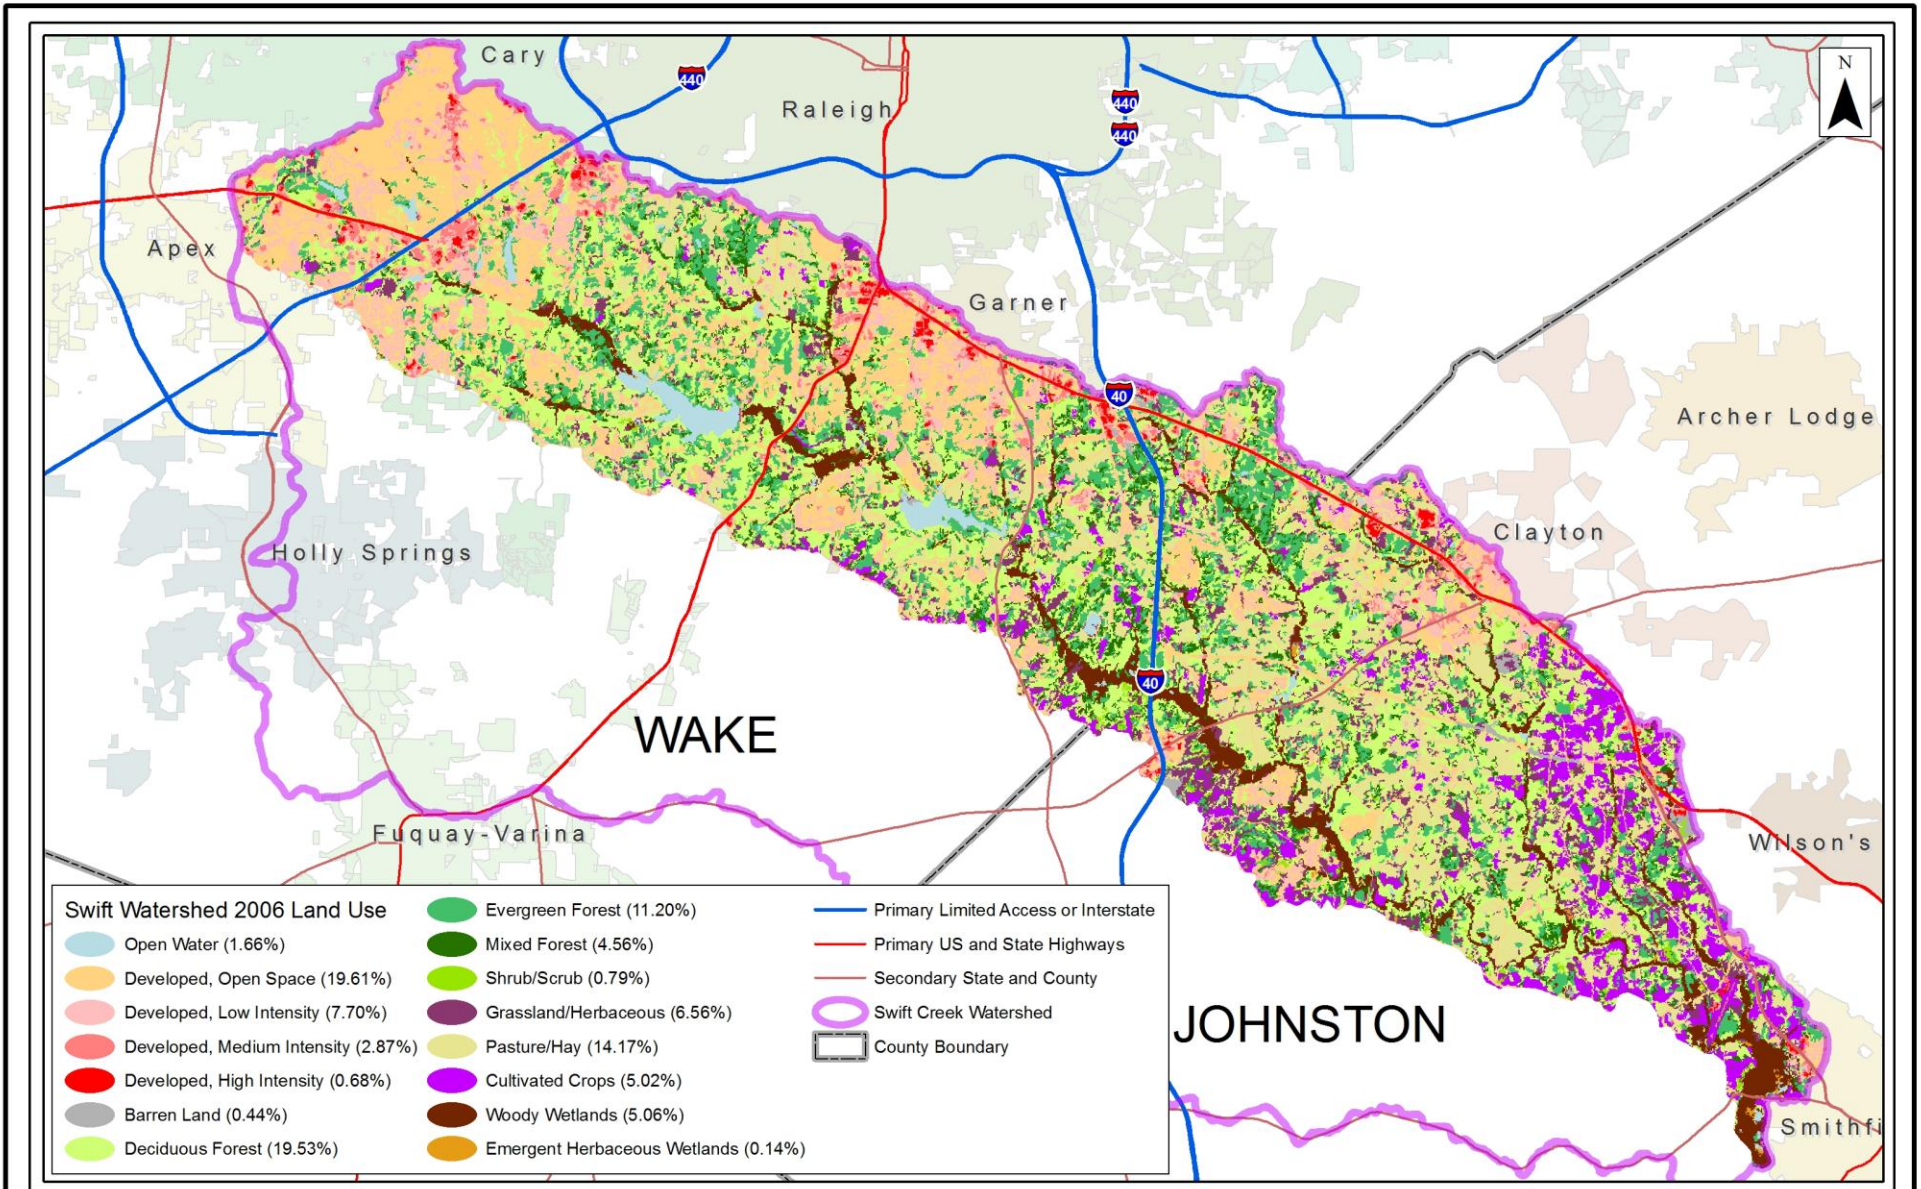 N
Cary
440
Raleigh
440
440
Apex
Garner
40
Archer Lodge
Clayton
Holly Springs
40
WAKE
Fuquay-Varina
Wilson's
JOHNSTON
Smithfi
Swift Watershed 2006 Land Use
Open Water (1.66%)
Developed, Open Space (19.61%)
Developed, Low Intensity (7.70%)
Developed, Medium Intensity (2.87%)
Developed, High Intensity (0.68%)
Barren Land (0.44%)
Deciduous Forest (19.53%)
Evergreen Forest (11.20%)
Mixed Forest (4.56%)
Shrub/Scrub (0.79%)
Grassland/Herbaceous (6.56%)
Pasture/Hay (14.17%)
Cultivated Crops (5.02%)
Woody Wetlands (5.06%)
Emergent Herbaceous Wetlands (0.14%)
Primary Limited Access or Interstate
Primary US and State Highways
Secondary State and County
Swift Creek Watershed
County Boundary